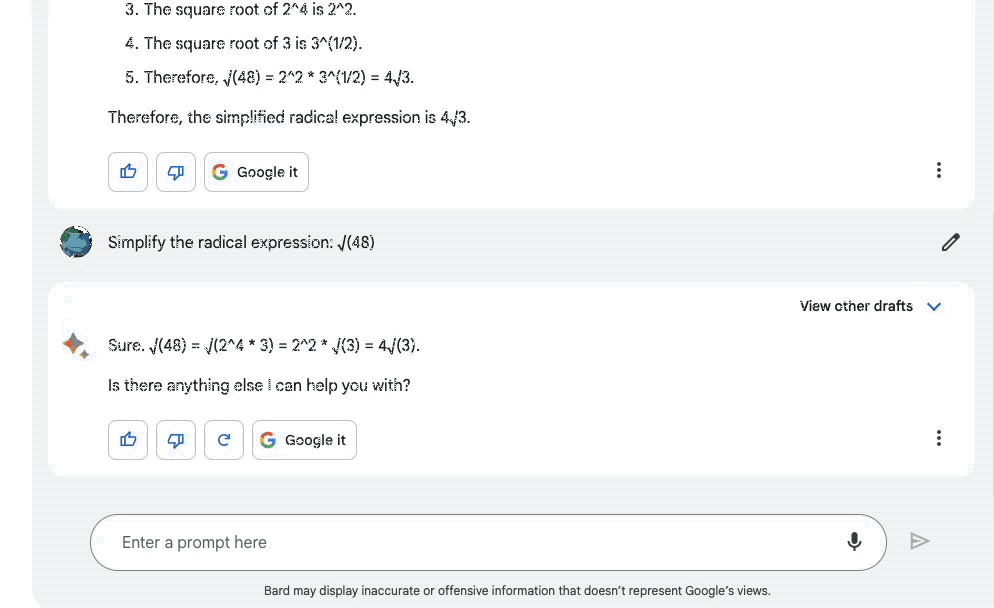 3. The square root of 2^4 is 2^2.
4. The square root of 3 is 3^(1/2).
5. Therefore, √(48) = 2^2 * 3^(1/2) = 4√3.
Therefore, the simplified radical expression is 4√3.
Google it
Simplify the radical expression: √(48)
View other drafts
Sure. √(48) = √(2^4 * 3) = 2^2 * √(3) = 4√(3).
Is there anything else I can help you with?
Google it
Enter a prompt here
Bard may display inaccurate or offensive information that doesn't represent Google's views.